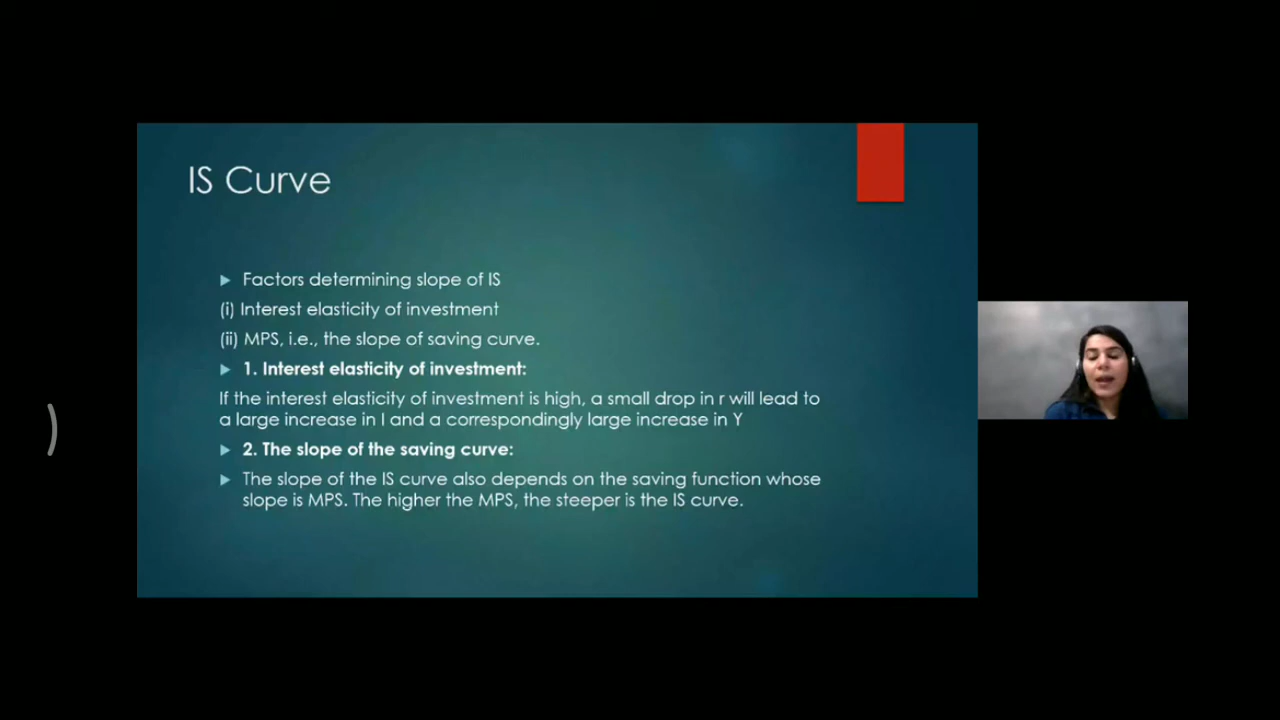 IS Curve
Factors determining slope of IS
(i) Interest elasticity of investment
(ii) MPS, i.e., the slope of saving curve.
1. Interest elasticity of investment:
If the interest elasticity of investment is high, a small drop in r will lead to
a large increase in I and a correspondingly large increase in Y
2. The slope of the saving curve:
The slope of the IS curve also depends on the saving function whose
slope is MPS. The higher the MPS, the steeper is the IS curve.